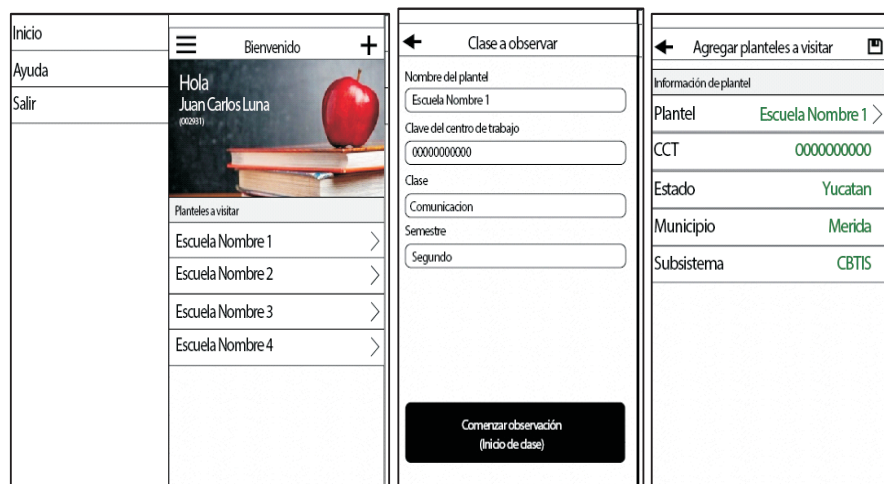 Inicio
Ayuda
Salir
Bienvenido
Hola
Juan Carlos Luna
(002931)
Planteles a visitar
Escuela Nombre 1
Escuela Nombre 2
Escuela Nombre 3
Escuela Nombre 4
Clase a observar
Nombre del plantel
Escuela Nombre 1
Clave del centro de trabajo
00000000000
Clase
Comunicacion
Semestre
Segundo
Comenzar observación
(Inicio de clase)
Agregar planteles a visitar
Información de plantel
Plantel Escuela Nombre 1
CCT 0000000000
Estado Yucatan
Municipio Merida
Subsistema CBTIS